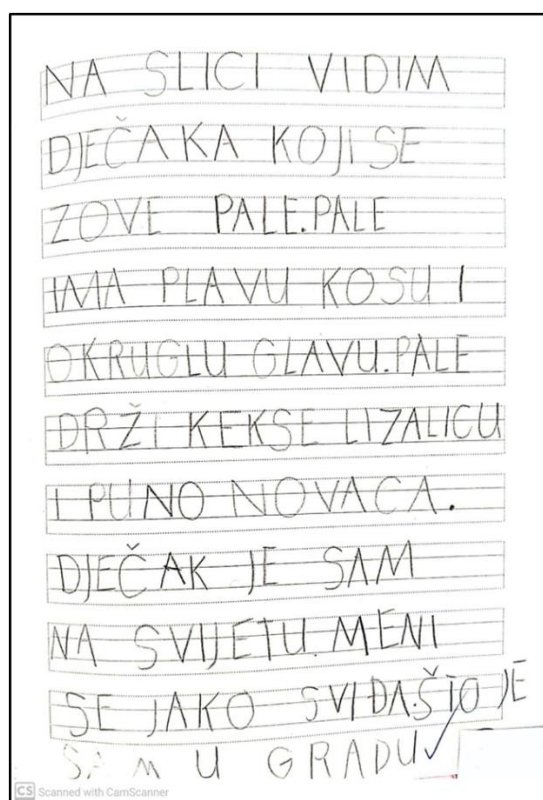 NA SLICI VIDIM
DJEČAKA KOJI SE
ZOVE PALE.PALE
IMA PLAVU KOSU I
OKRUGLU GLAVU.PALE
DRŽI KEKSE LIZALICU
I PUNO NOVACA.
DJEČAK JE SAM
NA SVIJETU. MENI
SE JAKO SVIĐA.ŠTO JE
SAM U GRADU
CS Scanned with CamScanner